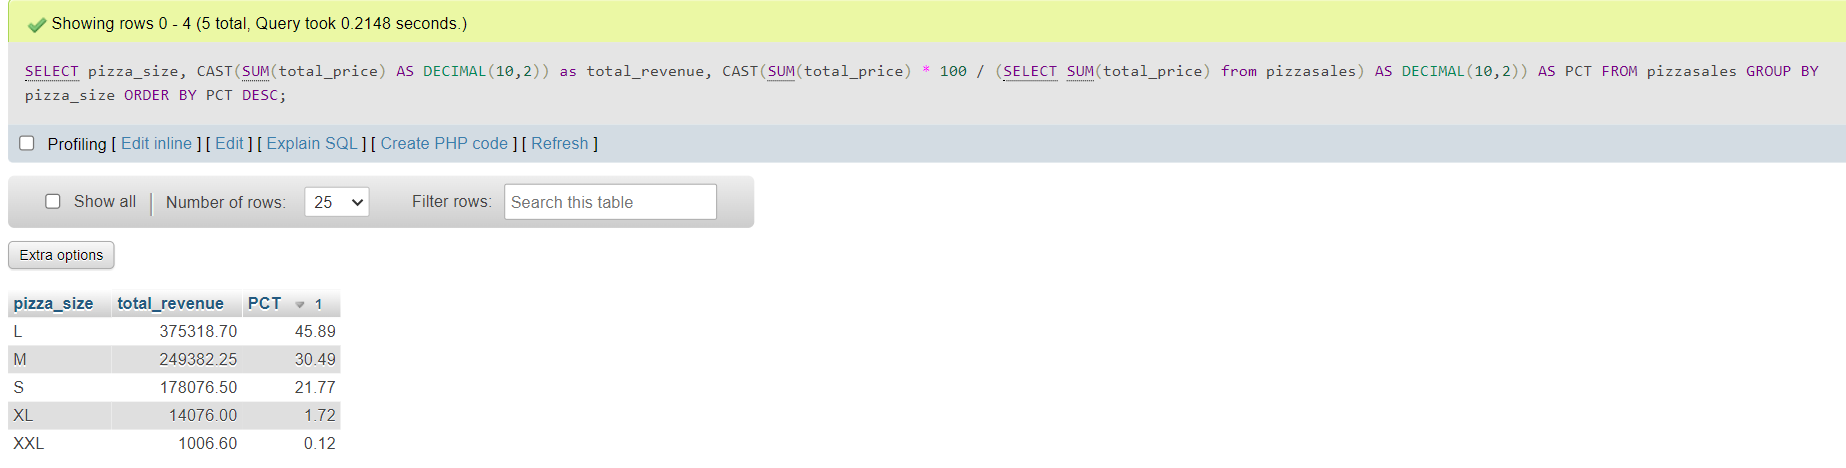 Showing rows 0 - 4 (5 total, Query took 0.2148 seconds.)
SELECT pizza_size, CAST(SUM(total_price) AS DECIMAL(10,2)) as total_revenue, CAST(SUM(total_price) * 100 / (SELECT SUM(total_price) from pizzasales) AS DECIMAL(10,2)) AS PCT FROM pizzasales GROUP BY
pizza_size ORDER BY PCT DESC;
Profiling [ Edit inline ] [ Edit ] [ Explain SQL ] [ Create PHP code ] [ Refresh ]
Show all Number of rows: 25 Filter rows: Search this table
Extra options
pizza_size total_revenue PCT 1
L 375318.70 45.89
M 249382.25 30.49
S 178076.50 21.77
XL 14076.00 1.72
XXL 1006.60 0.12